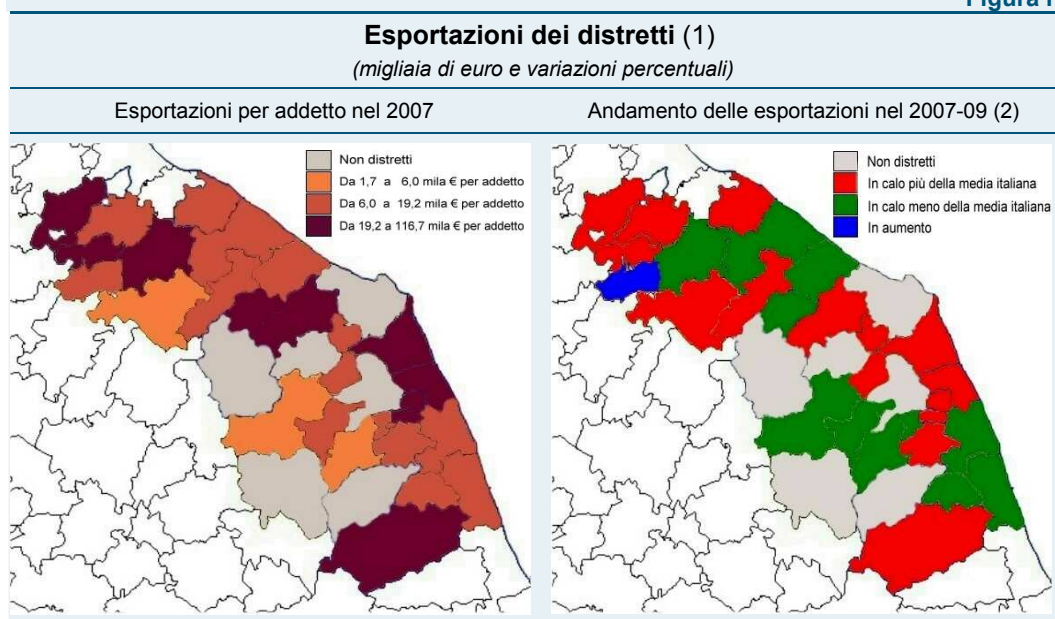 Figura
Esportazioni dei distretti (1)
(migliaia di euro e variazioni percentuali)
Esportazioni per addetto nel 2007
Andamento delle esportazioni nel 2007-09 (2)
Non distretti
Da 1,7 a 6,0 mila € per addetto
Da 6,0 a 19,2 mila € per addetto
Da 19,2 a 116,7 mila € per addetto
Non distretti
In calo più della media italiana
In calo meno della media italiana
In aumento